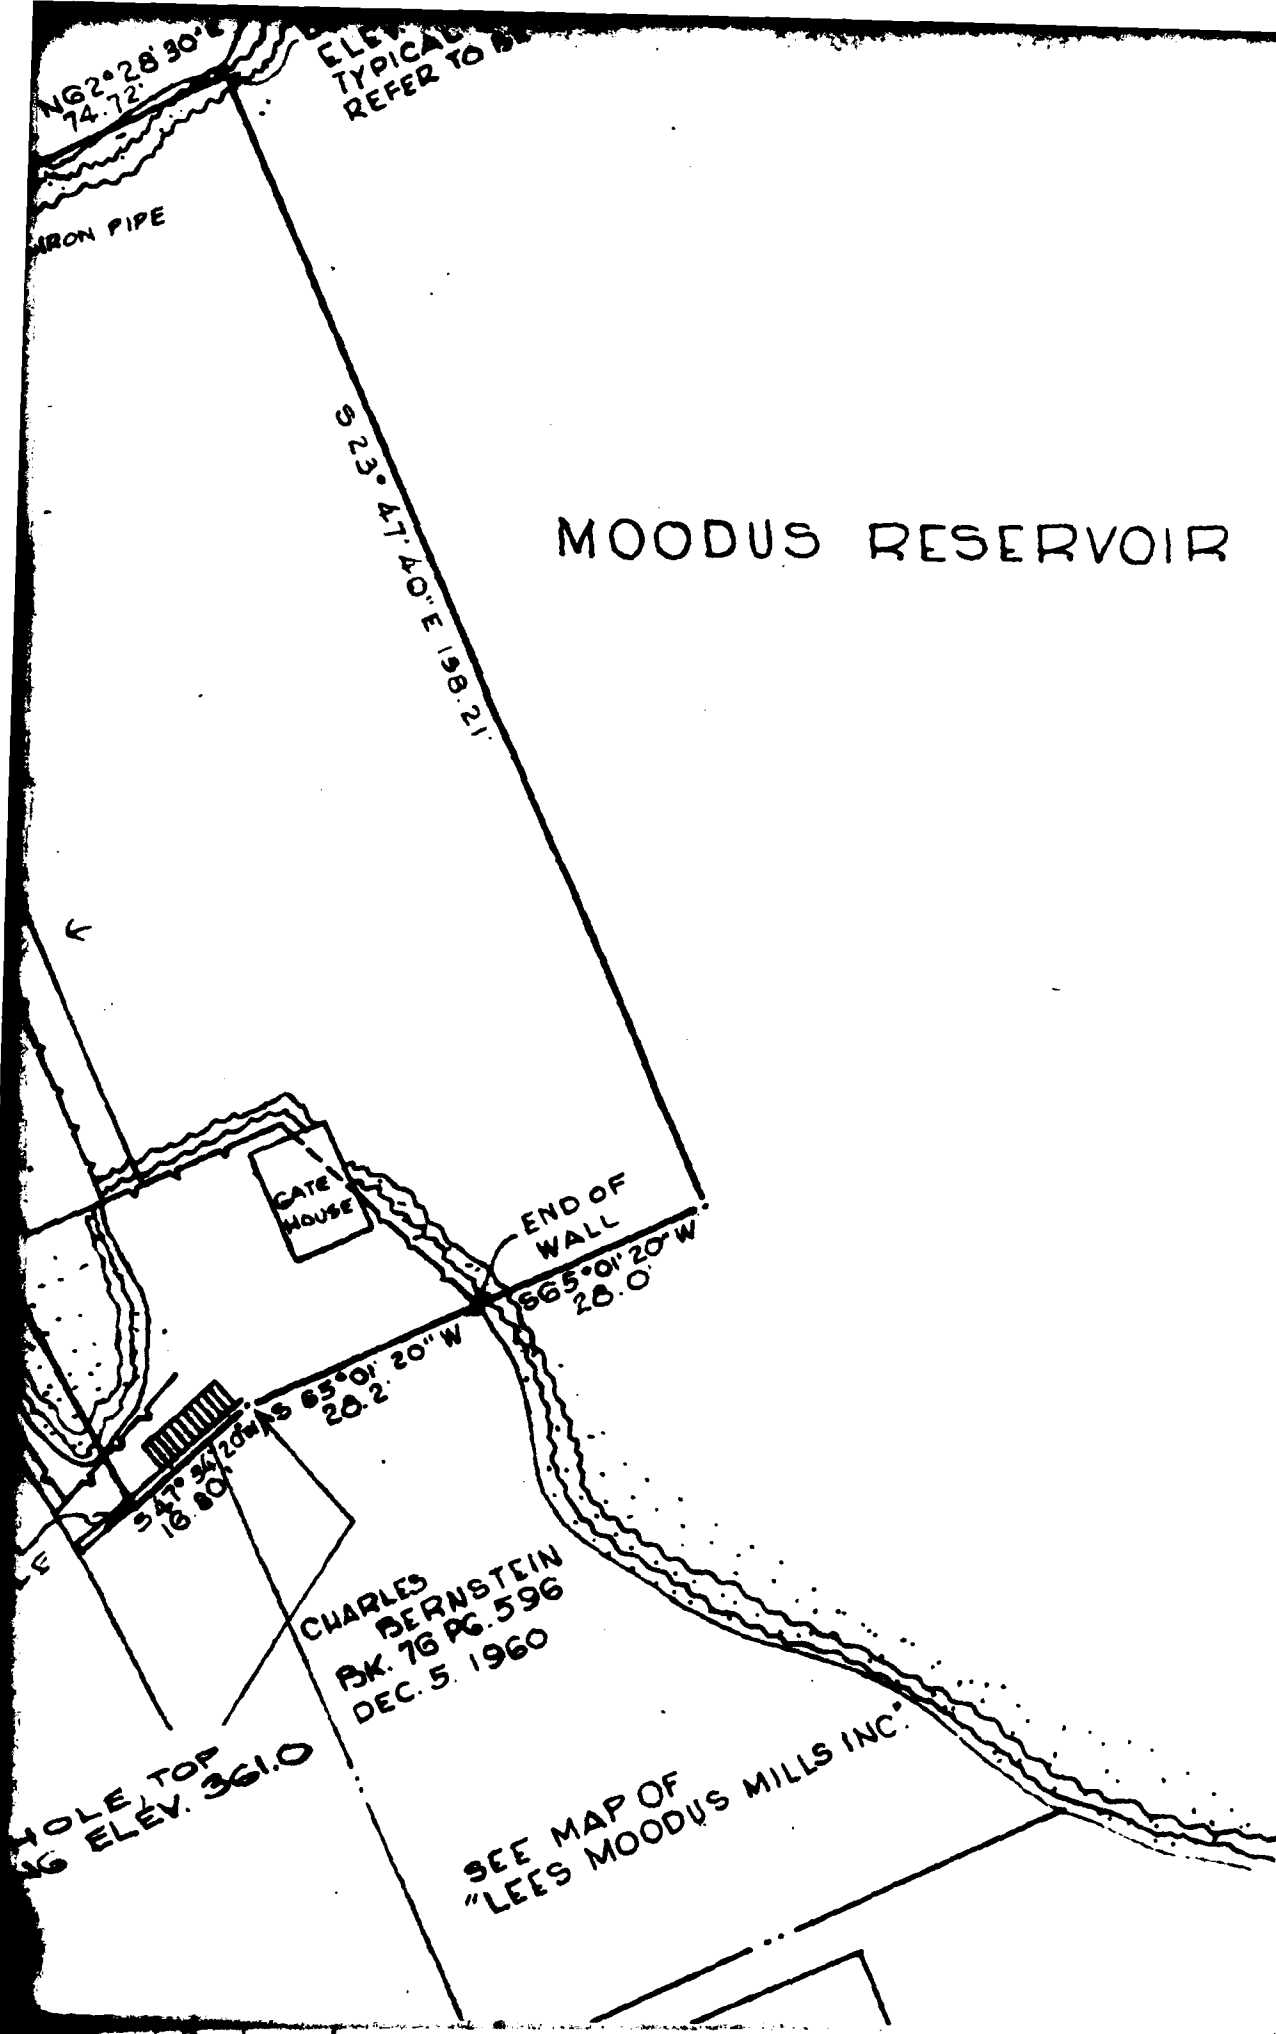 N62°28'30"E
74.72'
ELEV.
TYPICAL
REFER TO
IRON PIPE
S 23° 47' 40" E 198.21'
MOODUS RESERVOIR
GATE
HOUSE
END OF
WALL
S65°01'20"W
28.0'
S 65°01' 20" W
28.2'
S 47° 34' 20" W
16.80'
CHARLES
BERNSTEIN
BK. 76 PG. 596
DEC. 5. 1960
HOLE, TOP
ELEV. 361.0
SEE MAP OF
"LEES MOODUS MILLS INC."